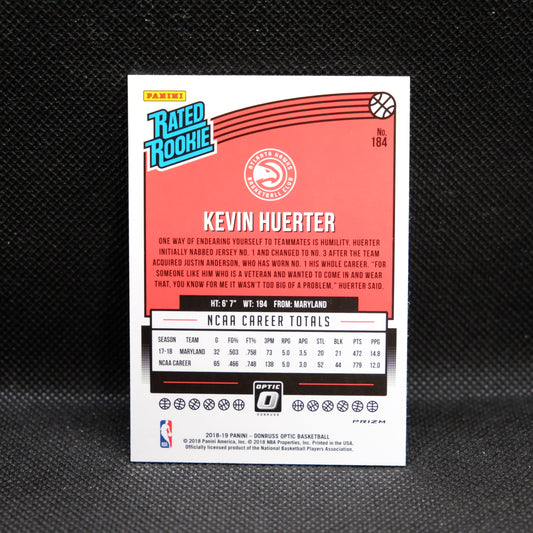 PANINI
RATED
ROOKIE
No.
184
ATLANTA HAWKS
BASKETBALL CLUB
KEVIN HUERTER
ONE WAY OF ENDEARING YOURSELF TO TEAMMATES IS HUMILITY. HUERTER
INITIALLY NABBED JERSEY NO. 1 AND CHANGED TO NO. 3 AFTER THE TEAM
ACQUIRED JUSTIN ANDERSON, WHO HAS WORN NO. 1 HIS WHOLE CAREER. "FOR
SOMEONE LIKE HIM WHO IS A VETERAN AND WANTED TO COME IN AND WEAR
THAT, YOU KNOW FOR ME IT WASN'T TOO BIG OF A PROBLEM," HUERTER SAID.
HT: 6' 7" WT: 194 FROM: MARYLAND
NCAA CAREER TOTALS
SEASON TEAM G FG% FT% 3PM RPG APG STL BLK PTS PPG
17-18 MARYLAND 32 .503 .758 73 5.0 3.5 20 21 472 14.8
NCAA CAREER 65 .466 .748 138 5.0 3.0 52 44 779 12.0
OPTIC
DONRUSS
PRIZM
NBA
2018-19 PANINI – DONRUSS OPTIC BASKETBALL
© 2018 Panini America, Inc. © 2018 NBA Properties, Inc. Printed in the USA.
Officially licensed product of the National Basketball Players Association.